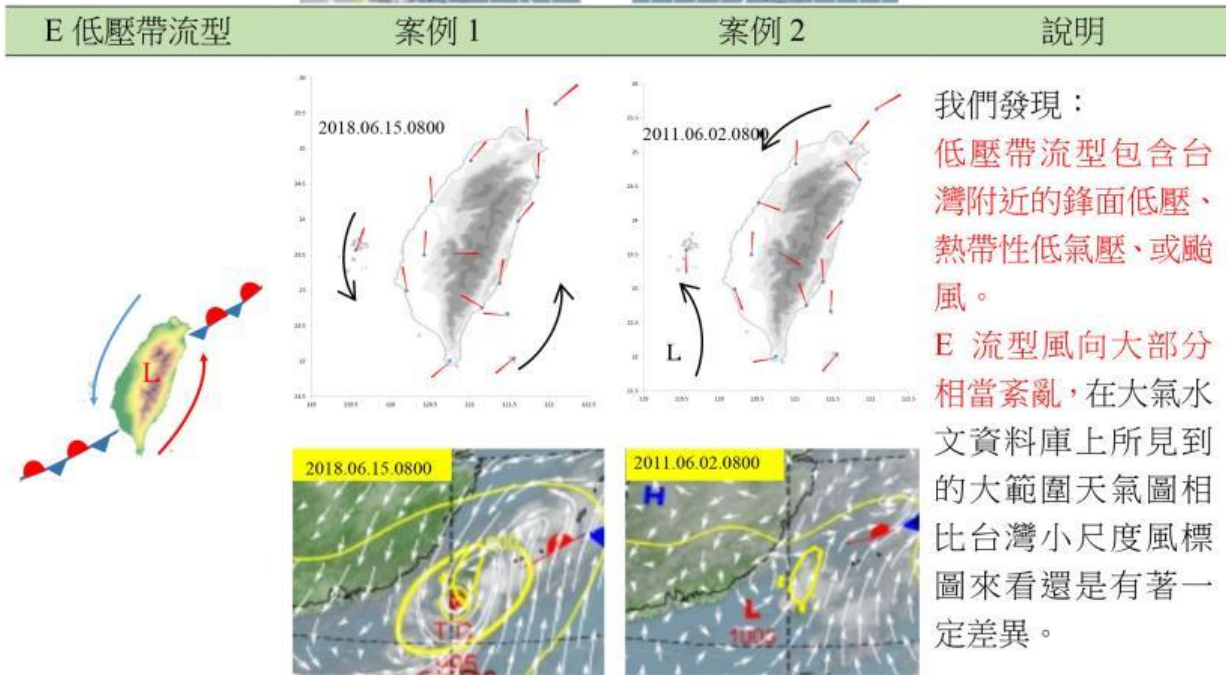 E 低壓帶流型
案例 1
案例 2
說明
2018.06.15.0800
2011.06.02.0800
L
L
我們發現：
低壓帶流型包含台
灣附近的鋒面低壓、
熱帶性低氣壓、或颱
風。
E 流型風向大部分
相當紊亂，在大氣水
文資料庫上所見到
的大範圍天氣圖相
比台灣小尺度風標
圖來看還是有著一
定差異。
2018.06.15.0800
T.D.
2011.06.02.0800
H
L